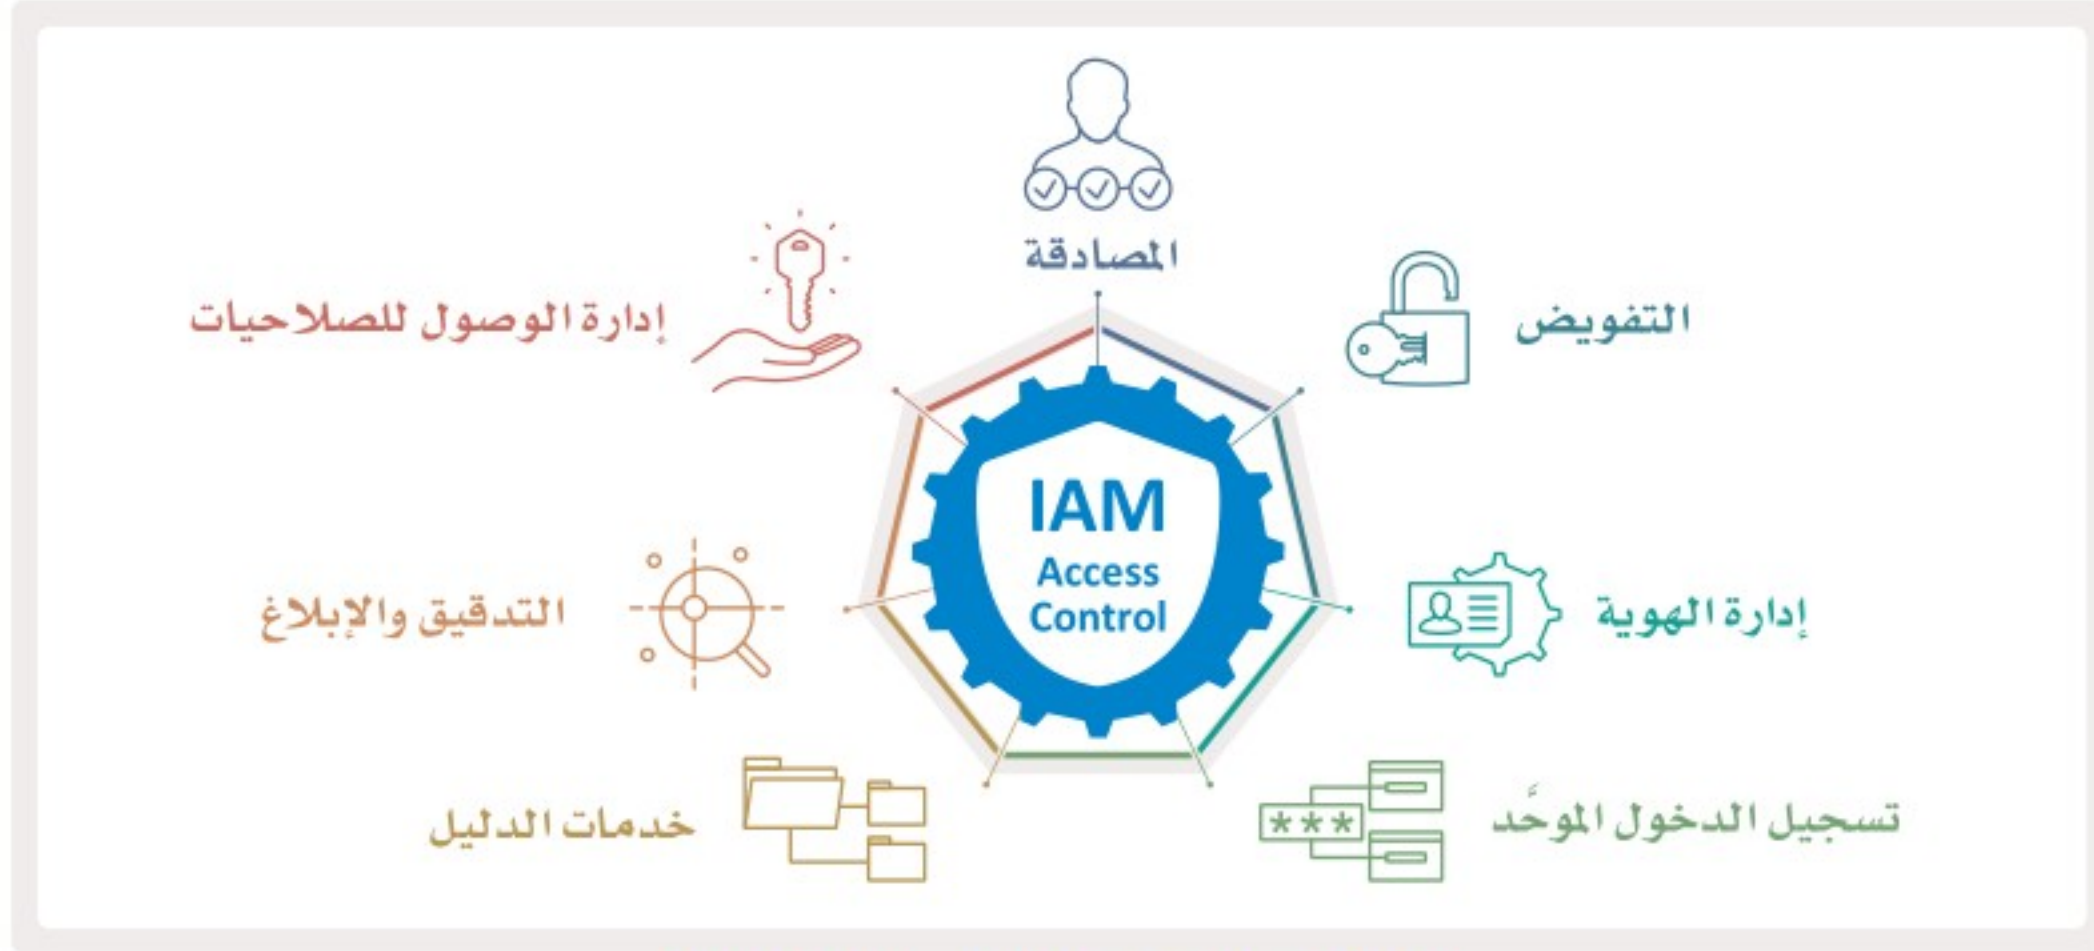 المصادقة
التفويض
إدارة الوصول للصلاحيات
IAM
Access
Control
إدارة الهوية
التدقيق والإبلاغ
تسجيل الدخول الموحَّد
خدمات الدليل
***